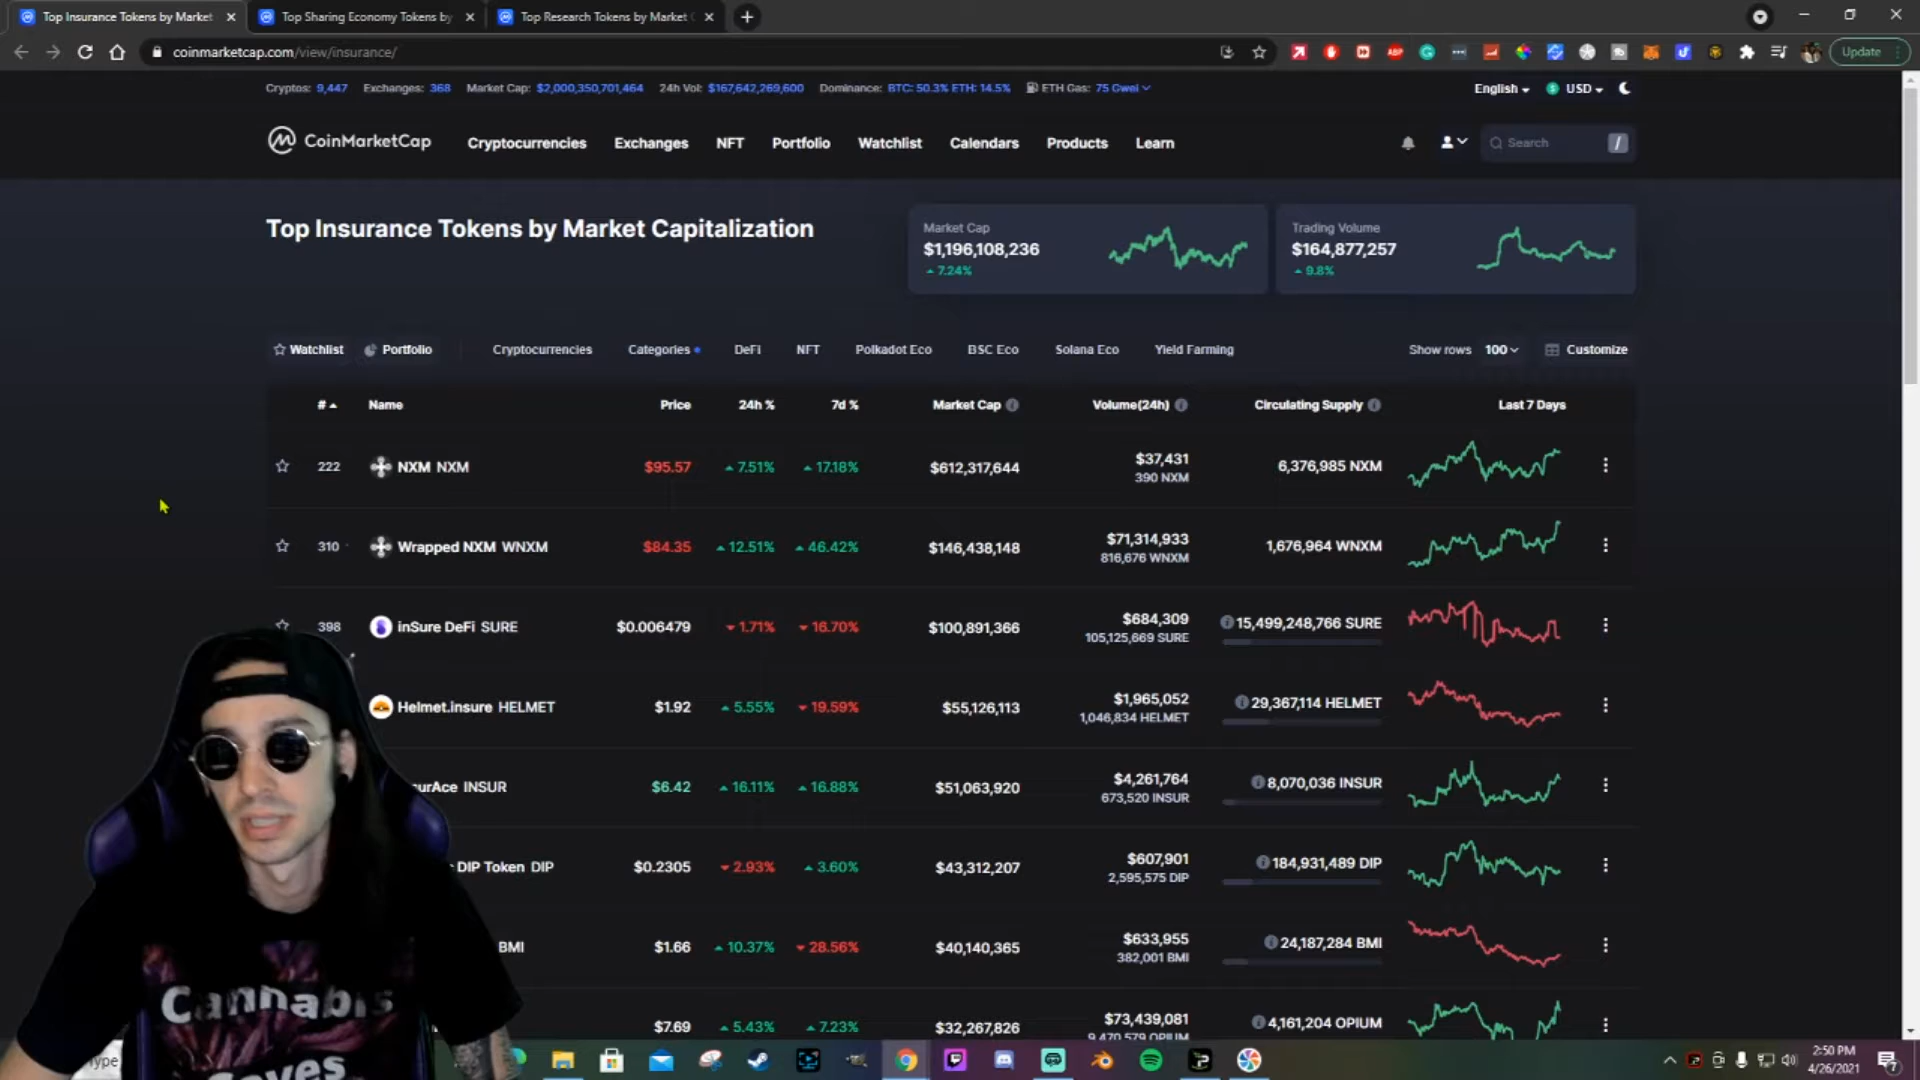 Top Insurance Tokens by Market
Top Sharing Economy Tokens by
Top Research Tokens by Market
coinmarketcap.com/view/insurance/
Update
Cryptos: 9,447 Exchanges: 368 Market Cap: $2,000,350,701,464 24h Vol: $167,642,269,600 Dominance: BTC: 50.3% ETH: 14.5% ETH Gas: 75 Gwei
English USD
CoinMarketCap Cryptocurrencies Exchanges NFT Portfolio Watchlist Calendars Products Learn Search /
Top Insurance Tokens by Market Capitalization
Market Cap
$1,196,108,236
7.24%
Trading Volume
$164,877,257
9.8%
Watchlist Portfolio Cryptocurrencies Categories DeFi NFT Polkadot Eco BSC Eco Solana Eco Yield Farming Show rows 100 Customize
# Name Price 24h % 7d % Market Cap Volume(24h) Circulating Supply Last 7 Days
222 NXM NXM $95.57 7.51% 17.18% $612,317,644 $37,431 6,376,985 NXM
390 NXM
310 Wrapped NXM WNXM $84.35 12.51% 46.42% $146,438,148 $71,314,933 1,676,964 WNXM
816,676 WNXM
398 inSure DeFi SURE $0.006479 1.71% 16.70% $100,891,366 $684,309 15,499,248,766 SURE
105,125,669 SURE
Helmet.insure HELMET $1.92 5.55% 19.59% $55,126,113 $1,965,052 29,367,114 HELMET
1,046,834 HELMET
urAce INSUR $6.42 16.11% 16.88% $51,063,920 $4,261,764 8,070,036 INSUR
673,520 INSUR
DIP Token DIP $0.2305 2.93% 3.60% $43,312,207 $607,901 184,931,489 DIP
2,595,575 DIP
BMI $1.66 10.37% 28.56% $40,140,365 $633,955 24,187,284 BMI
382,001 BMI
$7.69 5.43% 7.23% $32,267,826 $73,439,081 4,161,204 OPIUM
9,470,579 OPIUM
Cannabis
Saves
Type
2:50 PM
4/26/2021